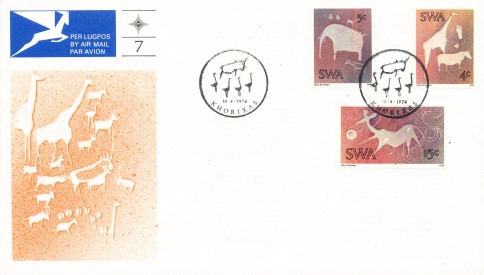 PER LUGPOS
BY AIR MAIL
PAR AVION
7
10-4-1974
KHORIXAS
5c
SWA
SWA
4c
10-4-1974
KHORIXAS
SWA
15c